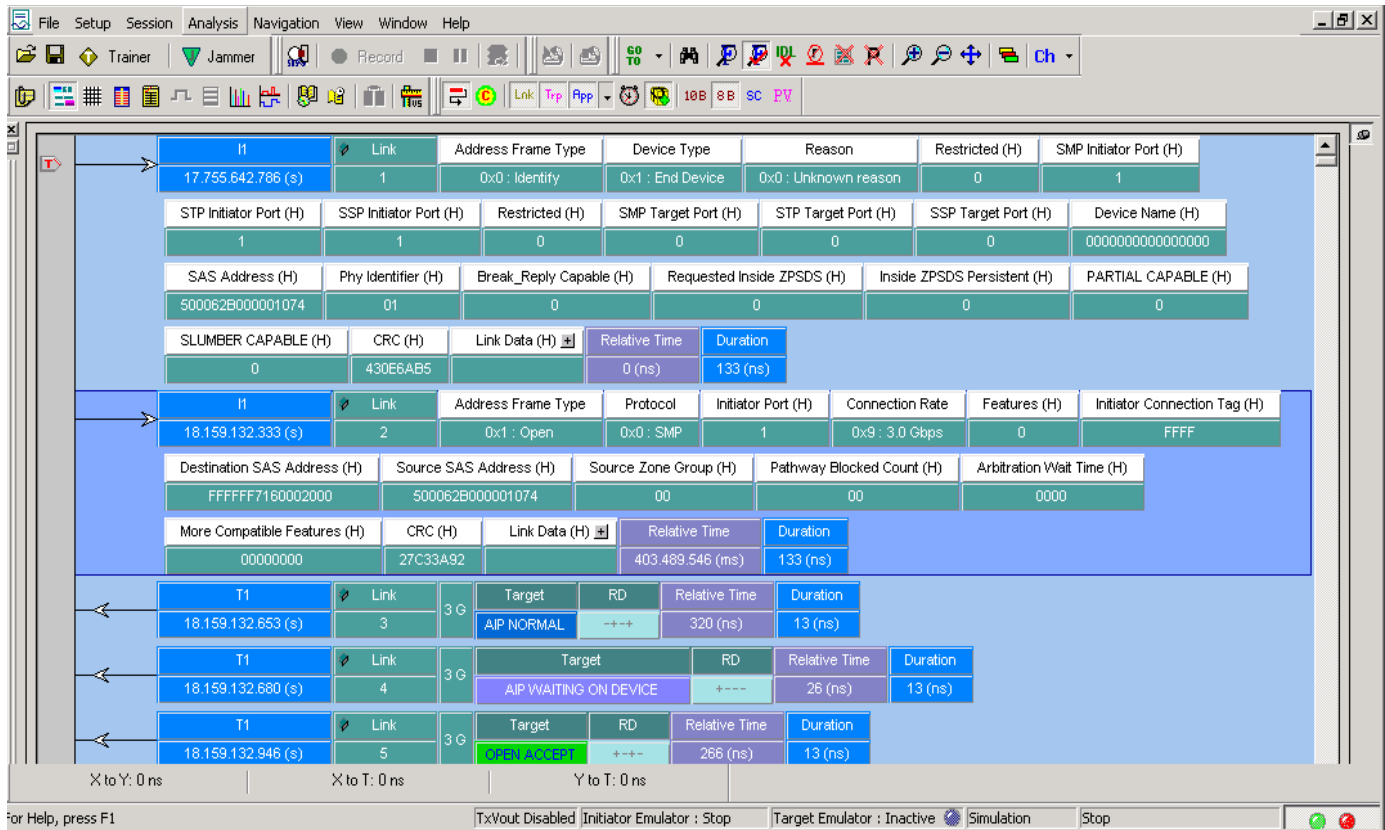 File Setup Session Analysis Navigation View Window Help
Trainer Jammer Record GO TO IDL Ch
Lnk Trp App 10B 8B SC PV
I1 Link Address Frame Type Device Type Reason Restricted (H) SMP Initiator Port (H)
17.755.642.786 (s) 1 0x0 : Identify 0x1 : End Device 0x0 : Unknown reason 0 1
STP Initiator Port (H) SSP Initiator Port (H) Restricted (H) SMP Target Port (H) STP Target Port (H) SSP Target Port (H) Device Name (H)
1 1 0 0 0 0 0000000000000000
SAS Address (H) Phy Identifier (H) Break_Reply Capable (H) Requested Inside ZPSDS (H) Inside ZPSDS Persistent (H) PARTIAL CAPABLE (H)
500062B000001074 01 0 0 0 0
SLUMBER CAPABLE (H) CRC (H) Link Data (H) Relative Time Duration
0 430E6AB5 0 (ns) 133 (ns)
I1 Link Address Frame Type Protocol Initiator Port (H) Connection Rate Features (H) Initiator Connection Tag (H)
18.159.132.333 (s) 2 0x1 : Open 0x0 : SMP 1 0x9 : 3.0 Gbps 0 FFFF
Destination SAS Address (H) Source SAS Address (H) Source Zone Group (H) Pathway Blocked Count (H) Arbitration Wait Time (H)
FFFFFF7160002000 500062B000001074 00 00 0000
More Compatible Features (H) CRC (H) Link Data (H) Relative Time Duration
00000000 27C33A92 403.489.546 (ms) 133 (ns)
T1 Link 3 G Target RD Relative Time Duration
18.159.132.653 (s) 3 AIP NORMAL -+-+ 320 (ns) 13 (ns)
T1 Link 3 G Target RD Relative Time Duration
18.159.132.680 (s) 4 AIP WAITING ON DEVICE +--- 26 (ns) 13 (ns)
T1 Link 3 G Target RD Relative Time Duration
18.159.132.946 (s) 5 OPEN ACCEPT +-+- 266 (ns) 13 (ns)
X to Y: 0 ns X to T: 0 ns Y to T: 0 ns
For Help, press F1 TxVout Disabled Initiator Emulator : Stop Target Emulator : Inactive Simulation Stop